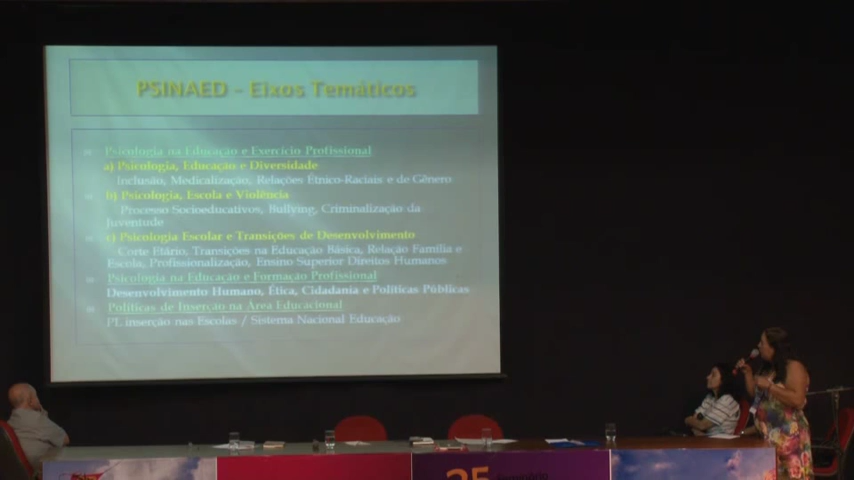 PSINAED – Eixos Temáticos
Psicologia na Educação e Exercício Profissional
a) Psicologia, Educação e Diversidade
Inclusão, Medicalização, Relações Étnico-Raciais e de Gênero
b) Psicologia, Escola e Violência
Processo Socioeducativos, Bullyng, Criminalização da
Juventude
c) Psicologia Escolar e Transições de Desenvolvimento
Corte Etário, Transições na Educação Básica, Relação Família e
Escola, Profissionalização, Ensino Superior Direitos Humanos
Psicologia na Educação e Formação Profissional
Desenvolvimento Humano, Ética, Cidadania e Políticas Públicas
Políticas de Inserção na Área Educacional
PL inserção nas Escolas / Sistema Nacional Educação
25